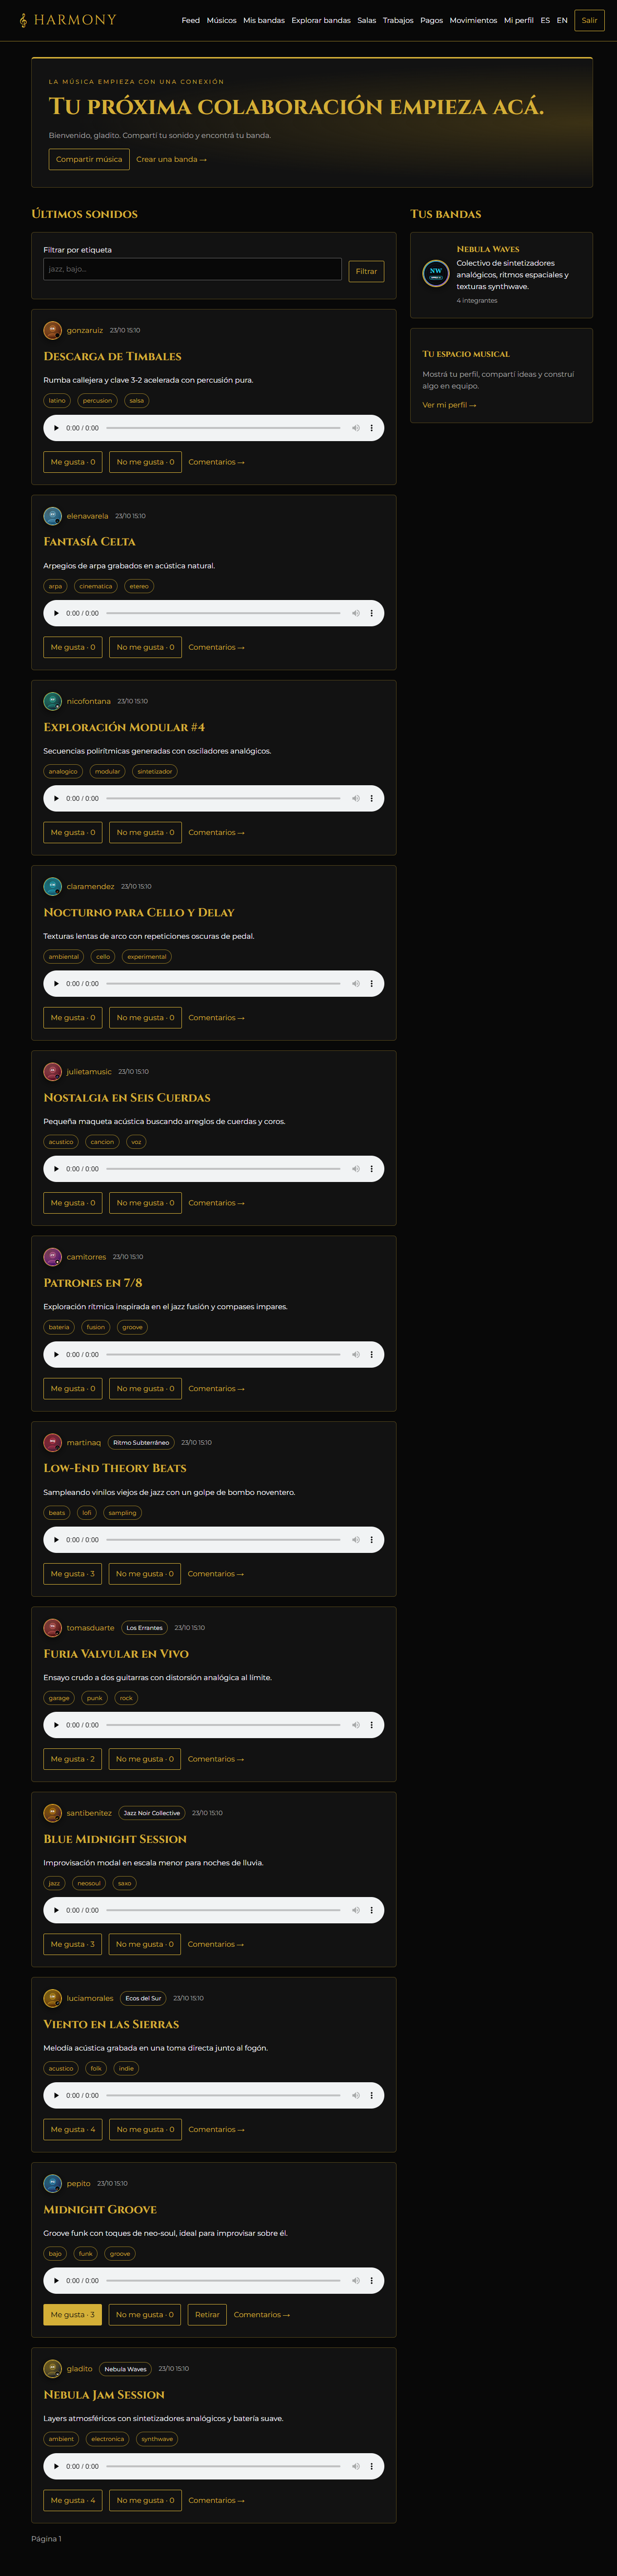 HARMONY
Feed Músicos Mis bandas Explorar bandas Salas Trabajos Pagos Movimientos Mi perfil ES EN Salir
LA MÚSICA EMPIEZA CON UNA CONEXIÓN
Tu próxima colaboración empieza acá.
Bienvenido, gladito. Compartí tu sonido y encontrá tu banda.
Compartir música Crear una banda →
Últimos sonidos
Filtrar por etiqueta
jazz, bajo...
Filtrar
gonzaruiz 23/10 15:10
Descarga de Timbales
Rumba callejera y clave 3-2 acelerada con percusión pura.
latino percusion salsa
0:00 / 0:00
Me gusta · 0 No me gusta · 0 Comentarios →
elenavarela 23/10 15:10
Fantasía Celta
Arpegios de arpa grabados en acústica natural.
arpa cinematica etereo
0:00 / 0:00
Me gusta · 0 No me gusta · 0 Comentarios →
nicofontana 23/10 15:10
Exploración Modular #4
Secuencias polirítmicas generadas con osciladores analógicos.
analogico modular sintetizador
0:00 / 0:00
Me gusta · 0 No me gusta · 0 Comentarios →
claramendez 23/10 15:10
Nocturno para Cello y Delay
Texturas lentas de arco con repeticiones oscuras de pedal.
ambiental cello experimental
0:00 / 0:00
Me gusta · 0 No me gusta · 0 Comentarios →
julietamusic 23/10 15:10
Nostalgia en Seis Cuerdas
Pequeña maqueta acústica buscando arreglos de cuerdas y coros.
acustico cancion voz
0:00 / 0:00
Me gusta · 0 No me gusta · 0 Comentarios →
camitorres 23/10 15:10
Patrones en 7/8
Exploración rítmica inspirada en el jazz fusión y compases impares.
bateria fusion groove
0:00 / 0:00
Me gusta · 0 No me gusta · 0 Comentarios →
martinaq Ritmo Subterráneo 23/10 15:10
Low-End Theory Beats
Sampleando vinilos viejos de jazz con un golpe de bombo noventero.
beats lofi sampling
0:00 / 0:00
Me gusta · 3 No me gusta · 0 Comentarios →
tomasduarte Los Errantes 23/10 15:10
Furia Valvular en Vivo
Ensayo crudo a dos guitarras con distorsión analógica al límite.
garage punk rock
0:00 / 0:00
Me gusta · 2 No me gusta · 0 Comentarios →
santibenitez Jazz Noir Collective 23/10 15:10
Blue Midnight Session
Improvisación modal en escala menor para noches de lluvia.
jazz neosoul saxo
0:00 / 0:00
Me gusta · 3 No me gusta · 0 Comentarios →
luciamorales Ecos del Sur 23/10 15:10
Viento en las Sierras
Melodía acústica grabada en una toma directa junto al fogón.
acustico folk indie
0:00 / 0:00
Me gusta · 4 No me gusta · 0 Comentarios →
pepito 23/10 15:10
Midnight Groove
Groove funk con toques de neo-soul, ideal para improvisar sobre él.
bajo funk groove
0:00 / 0:00
Me gusta · 3 No me gusta · 0 Retirar Comentarios →
gladito Nebula Waves 23/10 15:10
Nebula Jam Session
Layers atmosféricos con sintetizadores analógicos y batería suave.
ambient electronica synthwave
0:00 / 0:00
Me gusta · 4 No me gusta · 0 Comentarios →
Página 1
Tus bandas
NW
Nebula Waves
Colectivo de sintetizadores
analógicos, ritmos espaciales y
texturas synthwave.
4 integrantes
Tu espacio musical
Mostrá tu perfil, compartí ideas y construí
algo en equipo.
Ver mi perfil →